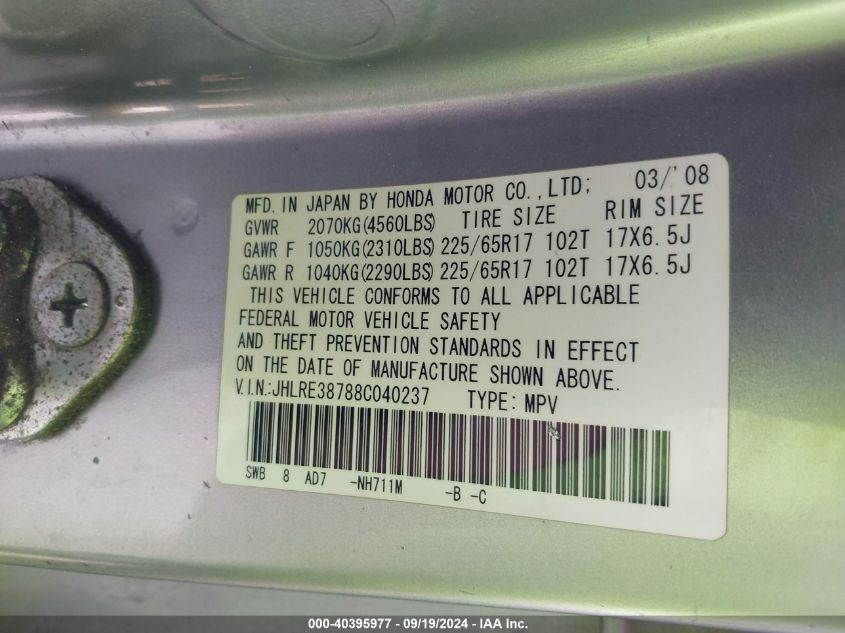 MFD. IN JAPAN BY HONDA MOTOR CO.,LTD; 03/'08
GVWR 2070KG(4560LBS) TIRE SIZE RIM SIZE
GAWR F 1050KG(2310LBS) 225/65R17 102T 17X6.5J
GAWR R 1040KG(2290LBS) 225/65R17 102T 17X6.5J
THIS VEHICLE CONFORMS TO ALL APPLICABLE
FEDERAL MOTOR VEHICLE SAFETY
AND THEFT PREVENTION STANDARDS IN EFFECT
ON THE DATE OF MANUFACTURE SHOWN ABOVE.
V.I.N.:JHLRE38788C040237 TYPE: MPV
SWB 8 AD7 -NH711M -B -C
000-40395977 - 09/19/2024 - IAA Inc.